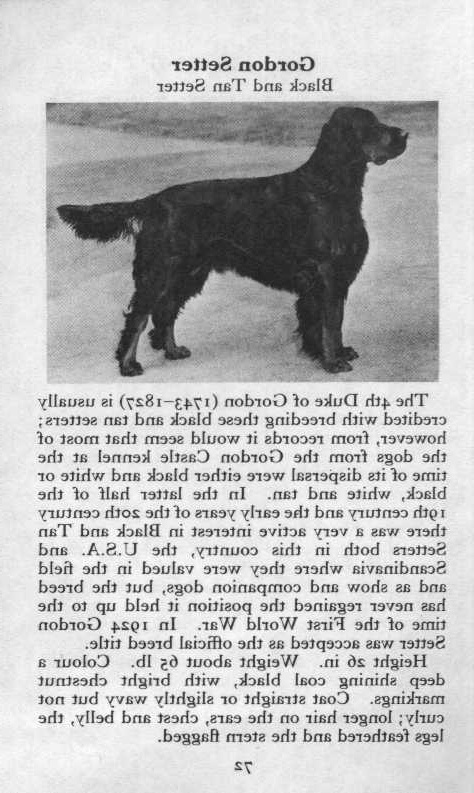 Gordon Setter
Black and Tan Setter
The 4th Duke of Gordon (1743–1827) is usually
credited with breeding these black and tan setters;
however, from records it would seem that most of
the dogs from the Gordon Castle kennel at the
time of its dispersal were either black and white or
black, white and tan. In the latter half of the
19th century and the early years of the 20th century
there was a very active interest in Black and Tan
Setters both in this country, the U.S.A. and
Scandinavia where they were valued in the field
and as show and companion dogs, but the breed
has never regained the position it held up to the
time of the First World War. In 1924 Gordon
Setter was accepted as the official breed title.
Height 26 in. Weight about 65 lb. Colour a
deep shining coal black, with bright chestnut
markings. Coat straight or slightly wavy but not
curly; longer hair on the ears, chest and belly, the
legs feathered and the stern flagged.
72